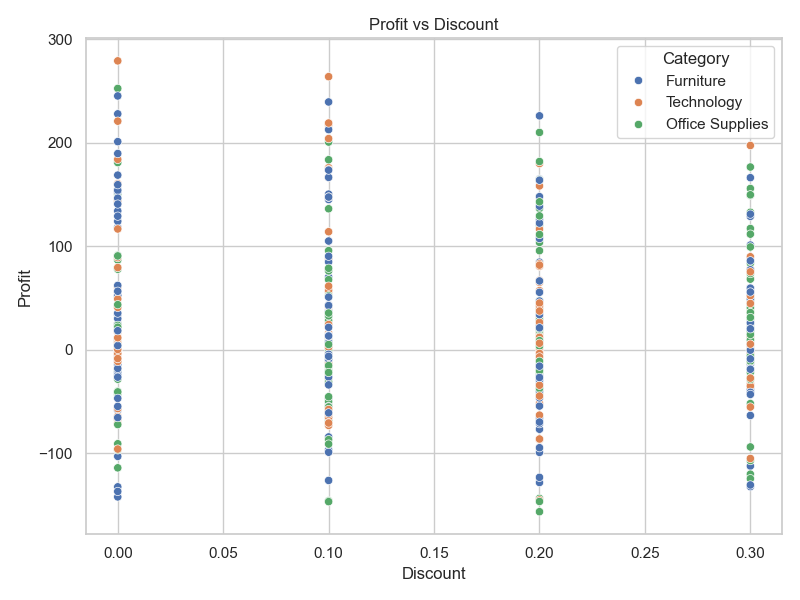 Profit vs Discount
300
200
100
0
−100
Profit
Category
Furniture
Technology
Office Supplies
0.00
0.05
0.10
0.15
0.20
0.25
0.30
Discount